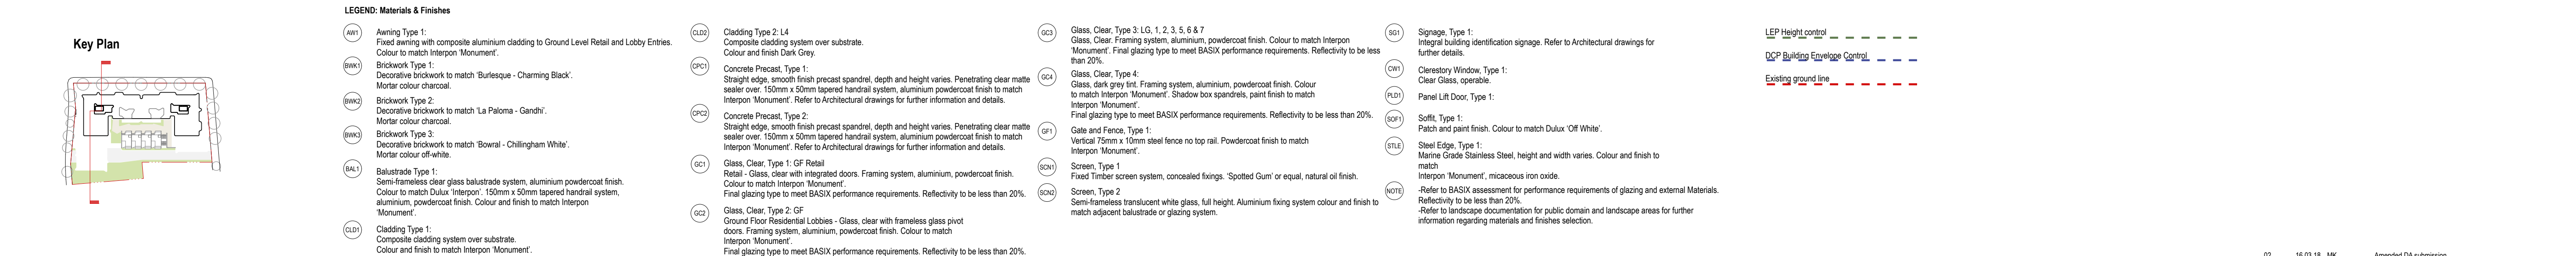 LEGEND: Materials & Finishes
Key Plan
AW1
Awning Type 1:
Fixed awning with composite aluminium cladding to Ground Level Retail and Lobby Entries.
Colour to match Interpon ‘Monument’.
BWK1
Brickwork Type 1:
Decorative brickwork to match ‘Burlesque - Charming Black’.
Mortar colour charcoal.
BWK2
Brickwork Type 2:
Decorative brickwork to match ‘La Paloma - Gandhi’.
Mortar colour charcoal.
BWK3
Brickwork Type 3:
Decorative brickwork to match ‘Bowral - Chillingham White’.
Mortar colour off-white.
BAL1
Balustrade Type 1:
Semi-frameless clear glass balustrade system, aluminium powdercoat finish.
Colour to match Dulux ‘Interpon’. 150mm x 50mm tapered handrail system,
aluminium, powdercoat finish. Colour and finish to match Interpon
‘Monument’.
CLD1
Cladding Type 1:
Composite cladding system over substrate.
Colour and finish to match Interpon ‘Monument’.
CLD2
Cladding Type 2: L4
Composite cladding system over substrate.
Colour and finish Dark Grey.
CPC1
Concrete Precast, Type 1:
Straight edge, smooth finish precast spandrel, depth and height varies. Penetrating clear matte
sealer over. 150mm x 50mm tapered handrail system, aluminium powdercoat finish to match
Interpon ‘Monument’. Refer to Architectural drawings for further information and details.
CPC2
Concrete Precast, Type 2:
Straight edge, smooth finish precast spandrel, depth and height varies. Penetrating clear matte
sealer over. 150mm x 50mm tapered handrail system, aluminium powdercoat finish to match
Interpon ‘Monument’. Refer to Architectural drawings for further information and details.
GC1
Glass, Clear, Type 1: GF Retail
Retail - Glass, clear with integrated doors. Framing system, aluminium, powdercoat finish.
Colour to match Interpon ‘Monument’.
Final glazing type to meet BASIX performance requirements. Reflectivity to be less than 20%.
GC2
Glass, Clear, Type 2: GF
Ground Floor Residential Lobbies - Glass, clear with frameless glass pivot
doors. Framing system, aluminium, powdercoat finish. Colour to match
Interpon ‘Monument’.
Final glazing type to meet BASIX performance requirements. Reflectivity to be less than 20%.
GC3
Glass, Clear, Type 3: LG, 1, 2, 3, 5, 6 & 7
Glass, Clear. Framing system, aluminium, powdercoat finish. Colour to match Interpon
‘Monument’. Final glazing type to meet BASIX performance requirements. Reflectivity to be less
than 20%.
GC4
Glass, Clear, Type 4:
Glass, dark grey tint. Framing system, aluminium, powdercoat finish. Colour
to match Interpon ‘Monument’. Shadow box spandrels, paint finish to match
Interpon ‘Monument’.
Final glazing type to meet BASIX performance requirements. Reflectivity to be less than 20%.
GF1
Gate and Fence, Type 1:
Vertical 75mm x 10mm steel fence no top rail. Powdercoat finish to match
Interpon ‘Monument’.
SCN1
Screen, Type 1
Fixed Timber screen system, concealed fixings. ‘Spotted Gum’ or equal, natural oil finish.
SCN2
Screen, Type 2
Semi-frameless translucent white glass, full height. Aluminium fixing system colour and finish to
match adjacent balustrade or glazing system.
SG1
Signage, Type 1:
Integral building identification signage. Refer to Architectural drawings for
further details.
CW1
Clerestory Window, Type 1:
Clear Glass, operable.
PLD1
Panel Lift Door, Type 1:
SOF1
Soffit, Type 1:
Patch and paint finish. Colour to match Dulux ‘Off White’.
STLE
Steel Edge, Type 1:
Marine Grade Stainless Steel, height and width varies. Colour and finish to
match
Interpon ‘Monument’, micaceous iron oxide.
NOTE
-Refer to BASIX assessment for performance requirements of glazing and external Materials.
Reflectivity to be less than 20%.
-Refer to landscape documentation for public domain and landscape areas for further
information regarding materials and finishes selection.
LEP Height control
DCP Building Envelope Control
Existing ground line
02 16.03.18 MK Amended DA submission